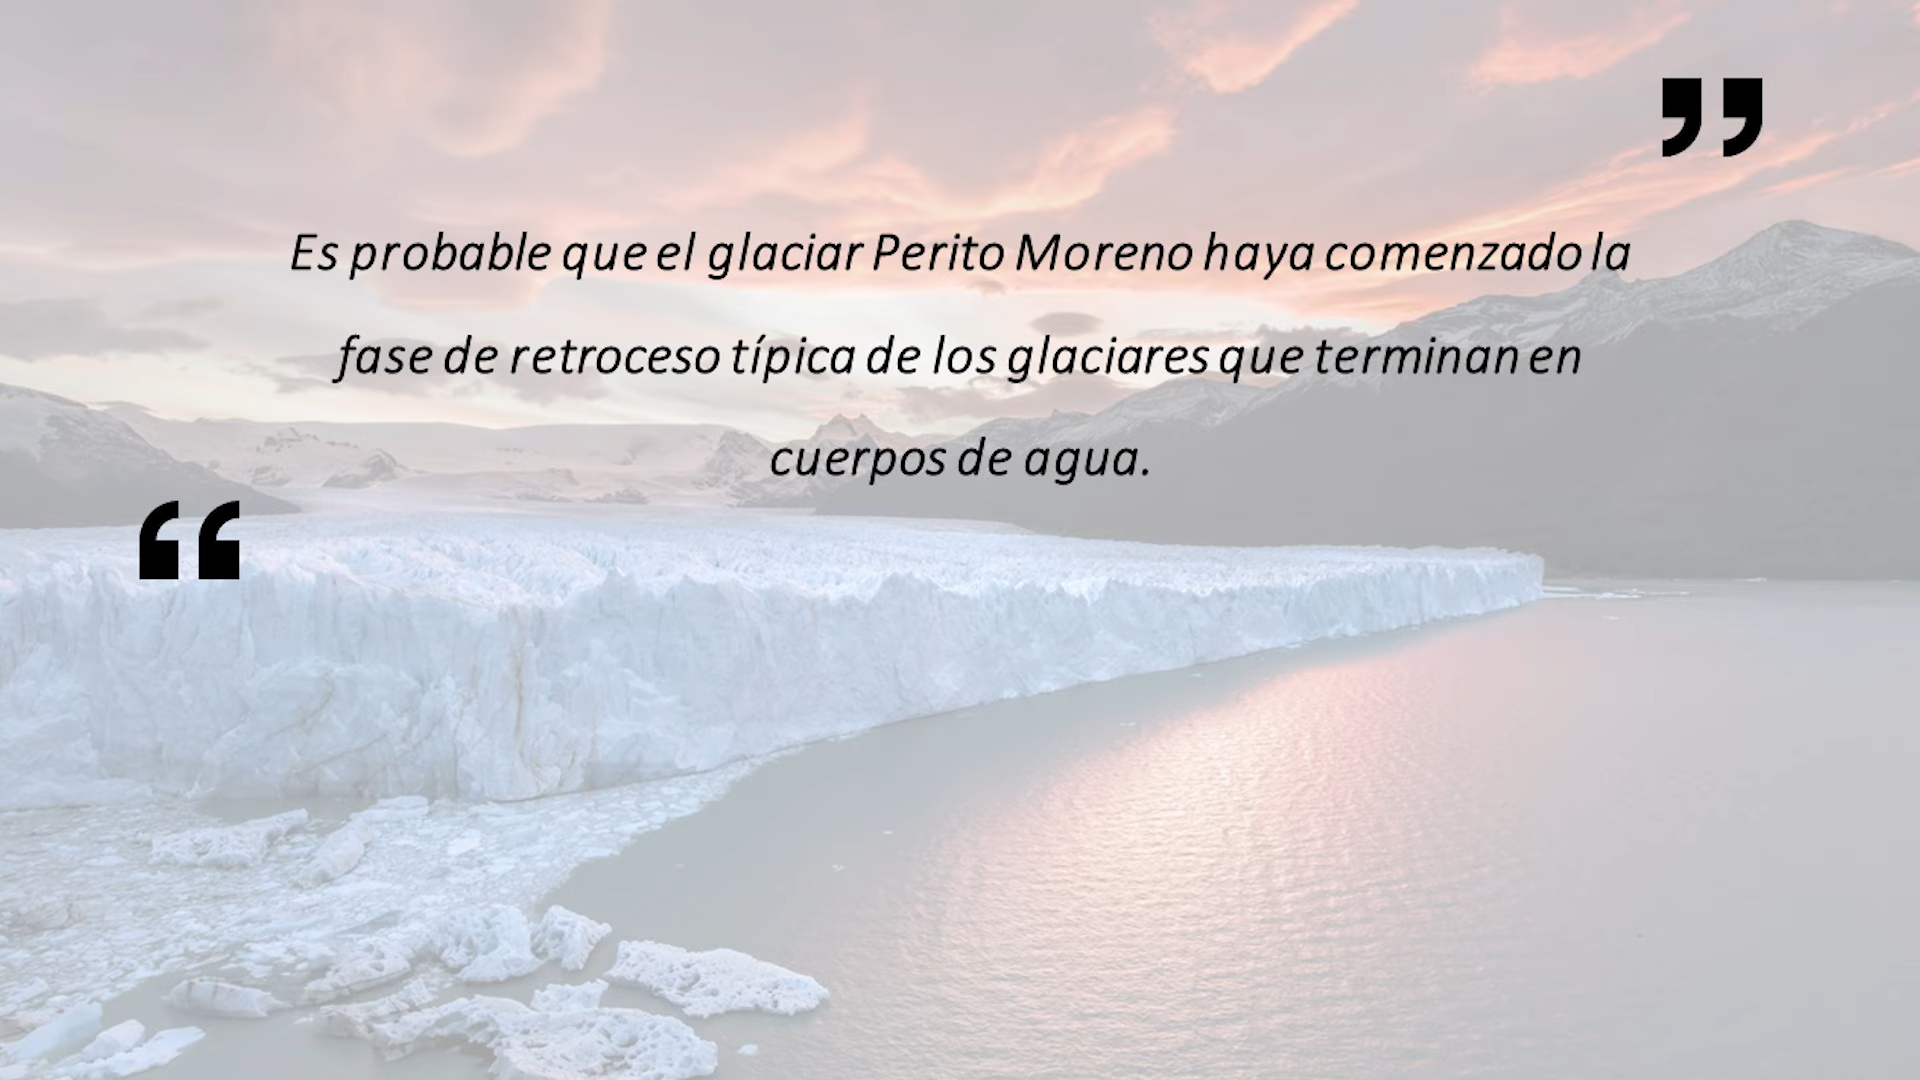 ”
Es probable que el glaciar Perito Moreno haya comenzado la
fase de retroceso típica de los glaciares que terminan en
cuerpos de agua.
“